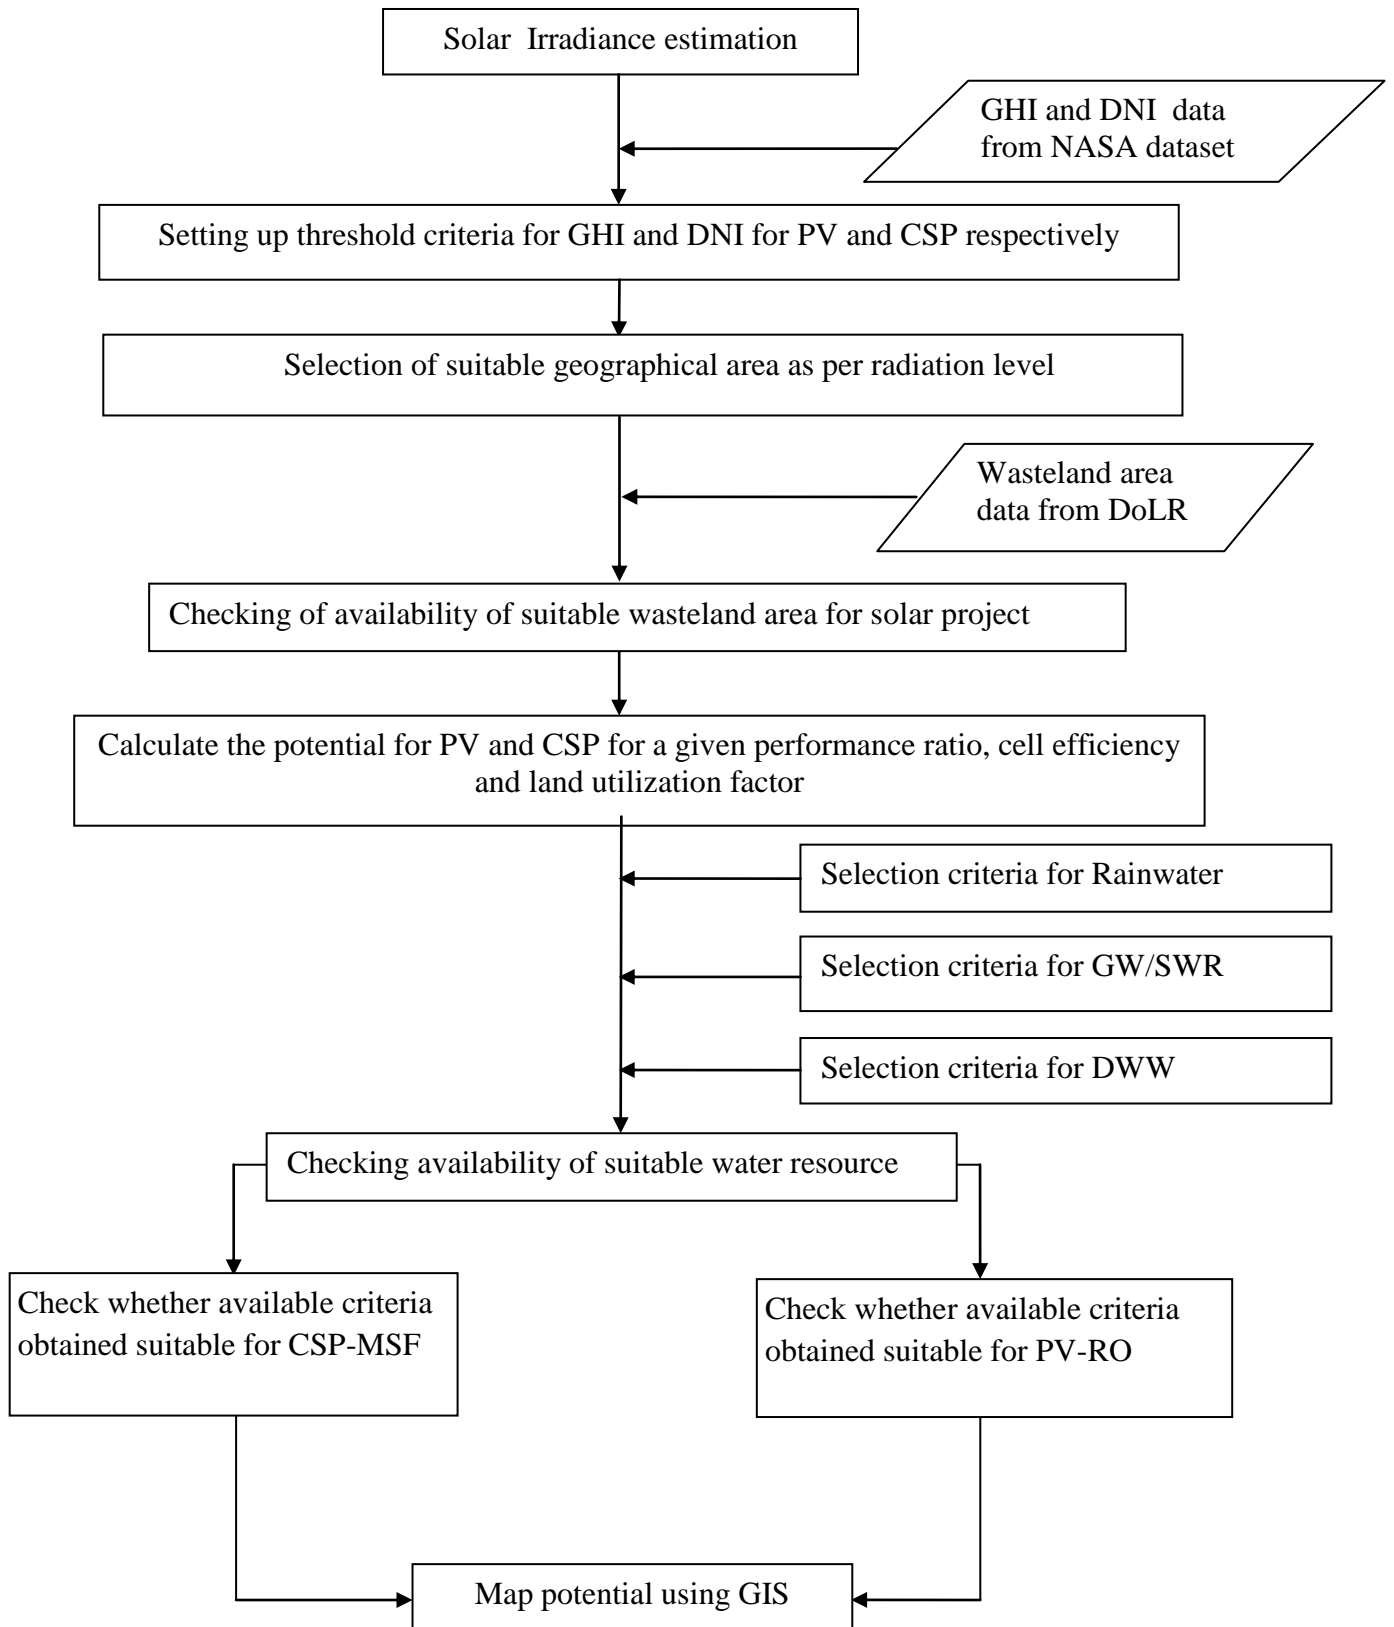 Solar Irradiance estimation
GHI and DNI data
from NASA dataset
Setting up threshold criteria for GHI and DNI for PV and CSP respectively
Selection of suitable geographical area as per radiation level
Wasteland area
data from DoLR
Checking of availability of suitable wasteland area for solar project
Calculate the potential for PV and CSP for a given performance ratio, cell efficiency
and land utilization factor
Selection criteria for Rainwater
Selection criteria for GW/SWR
Selection criteria for DWW
Checking availability of suitable water resource
Check whether available criteria
obtained suitable for CSP-MSF
Check whether available criteria
obtained suitable for PV-RO
Map potential using GIS